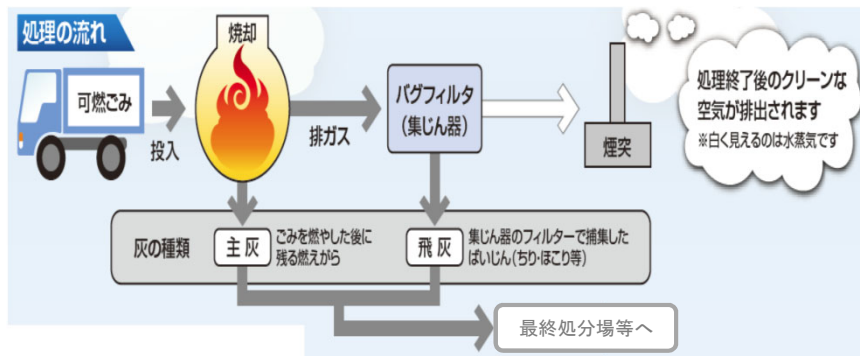 処理の流れ
可燃ごみ
投入
焼却
排ガス
バグフィルタ
(集じん器)
煙突
処理終了後のクリーンな
空気が排出されます
※白く見えるのは水蒸気です
灰の種類
主灰
ごみを燃やした後に
残る燃えがら
飛灰
集じん器のフィルターで捕集した
ばいじん(ちり・ほこり等)
最終処分場等へ